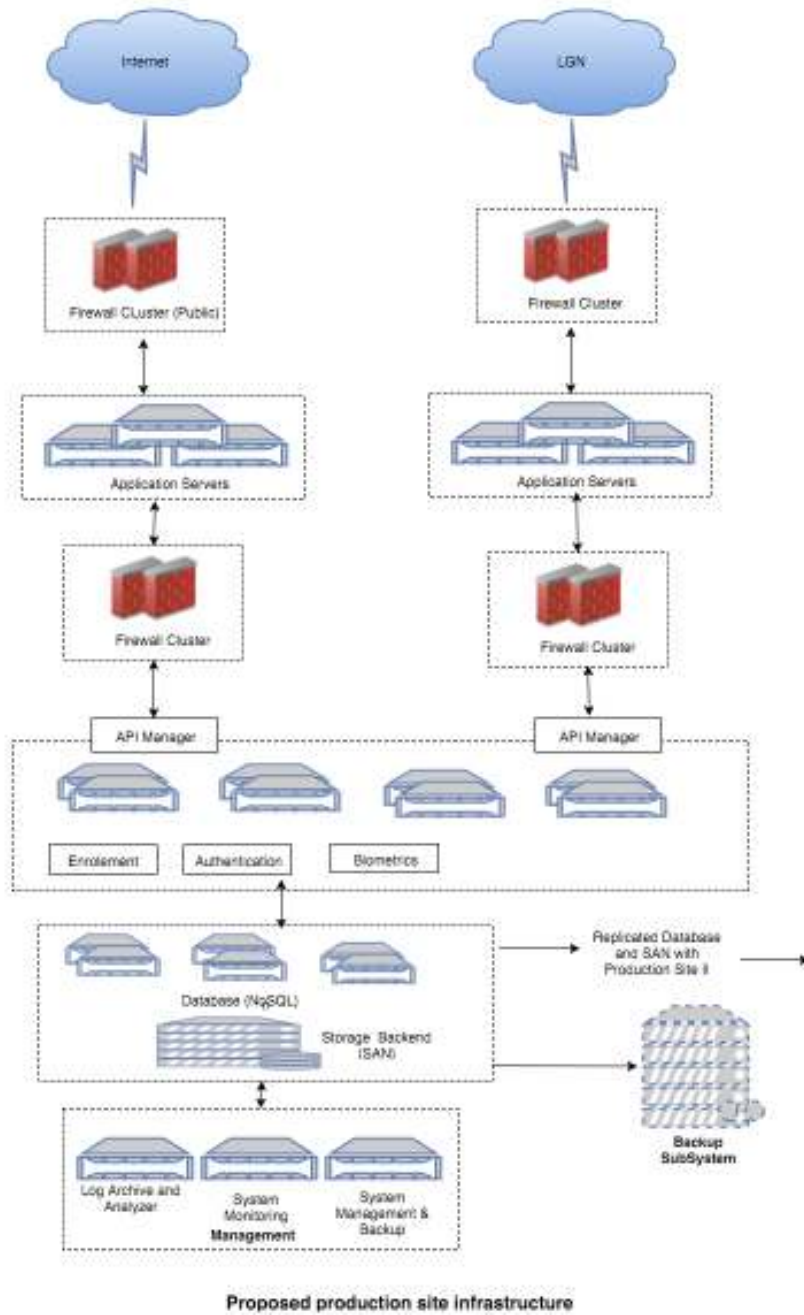 Internet
LGN
Firewall CLuster (Public)
Firewall Cluster
Application Servers
Application Servers
Firewall Cluster
Firewall Cluster
API Manager
API Manager
Enrolement
Authentication
Biometrics
Database (NoSQL)
Storage Backend
(SAN)
Replicated Database
and SAN with
Production Site II
Backup
SubSystem
Log Archive and
Analyzer
System
Monitoring
System
Management &
Backup
Management
Proposed production site infrastructure